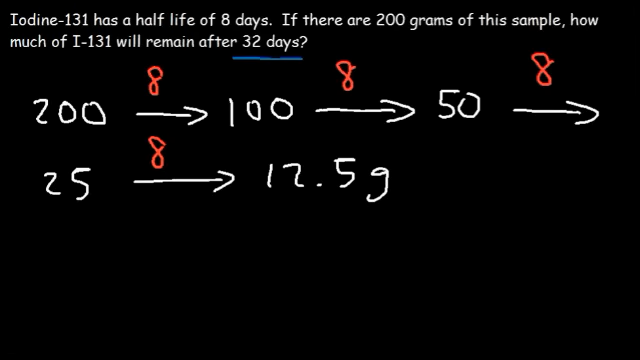 Iodine-131 has a half life of 8 days.  If there are 200 grams of this sample, how
much of I-131 will remain after 32 days?
8 8 8
200 → 100 → 50 →
8
25 → 12.5g